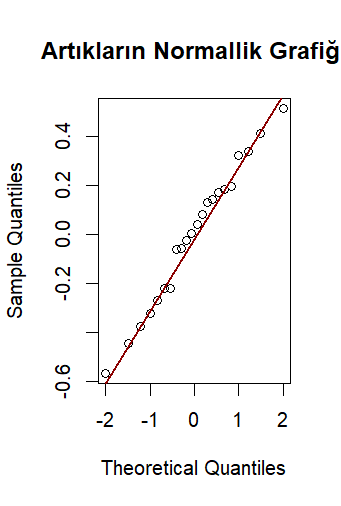 Artıkların Normallik Grafiğ
Sample Quantiles
0.4
0.2
0.0
-0.2
-0.6
-2 -1 0 1 2
Theoretical Quantiles